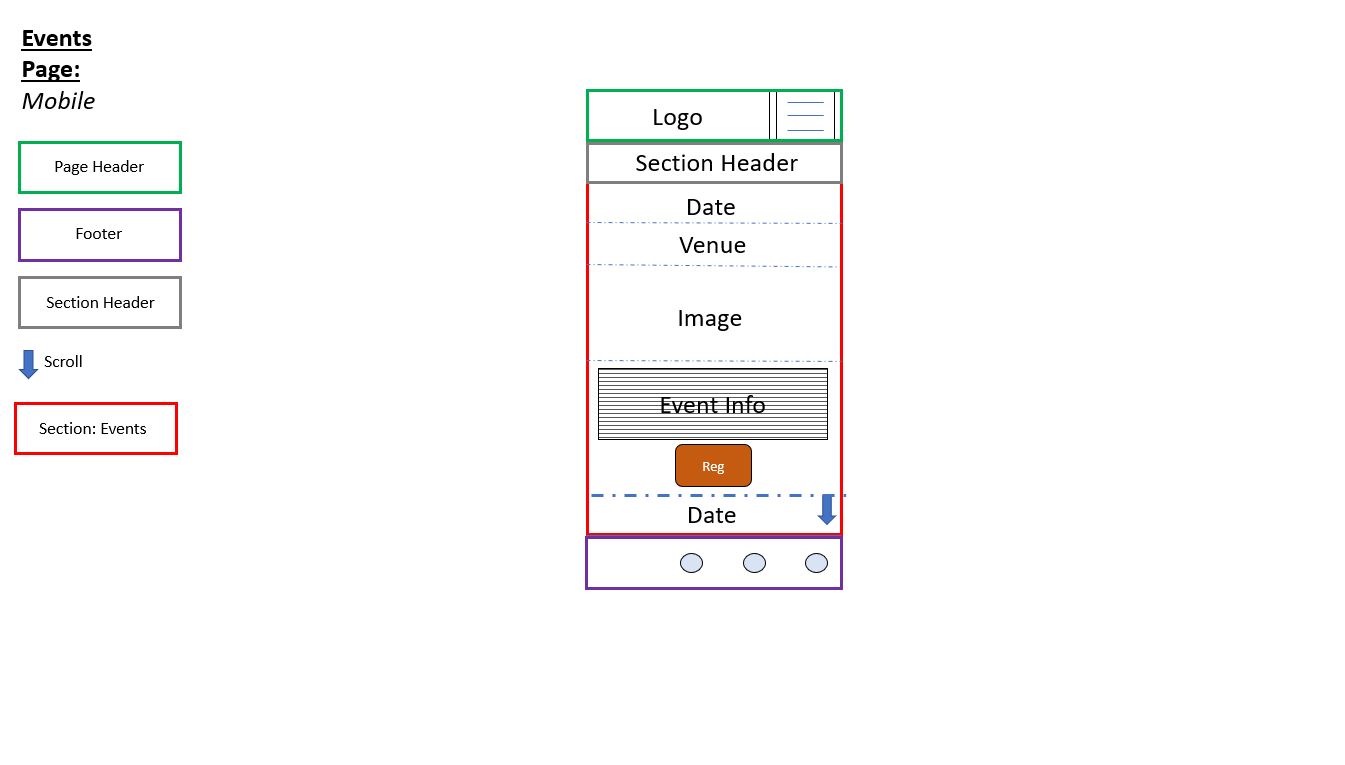 Events
Page:
Mobile
Page Header
Footer
Section Header
Scroll
Section: Events
Logo
Section Header
Date
Venue
Image
Event Info
Reg
Date